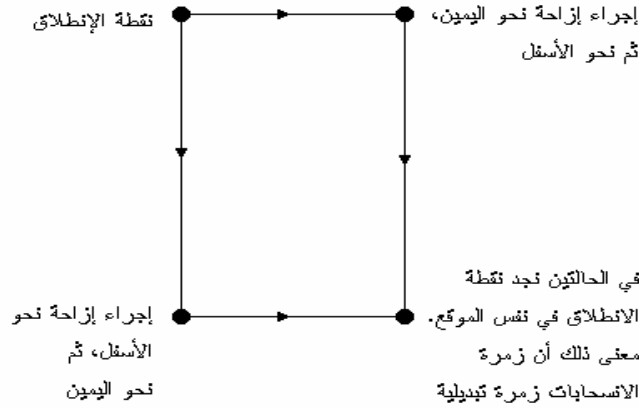 إجراء إزاحة نحو اليمين،
ثم نحو الأسفل
نقطة الإنطلاق
في الحالتين نجد نقطة
الانطلاق في نفس الموقع.
معنى ذلك أن زمرة
الانسحابات زمرة تبديلية
إجراء إزاحة نحو
الأسفل، ثم
نحو اليمين